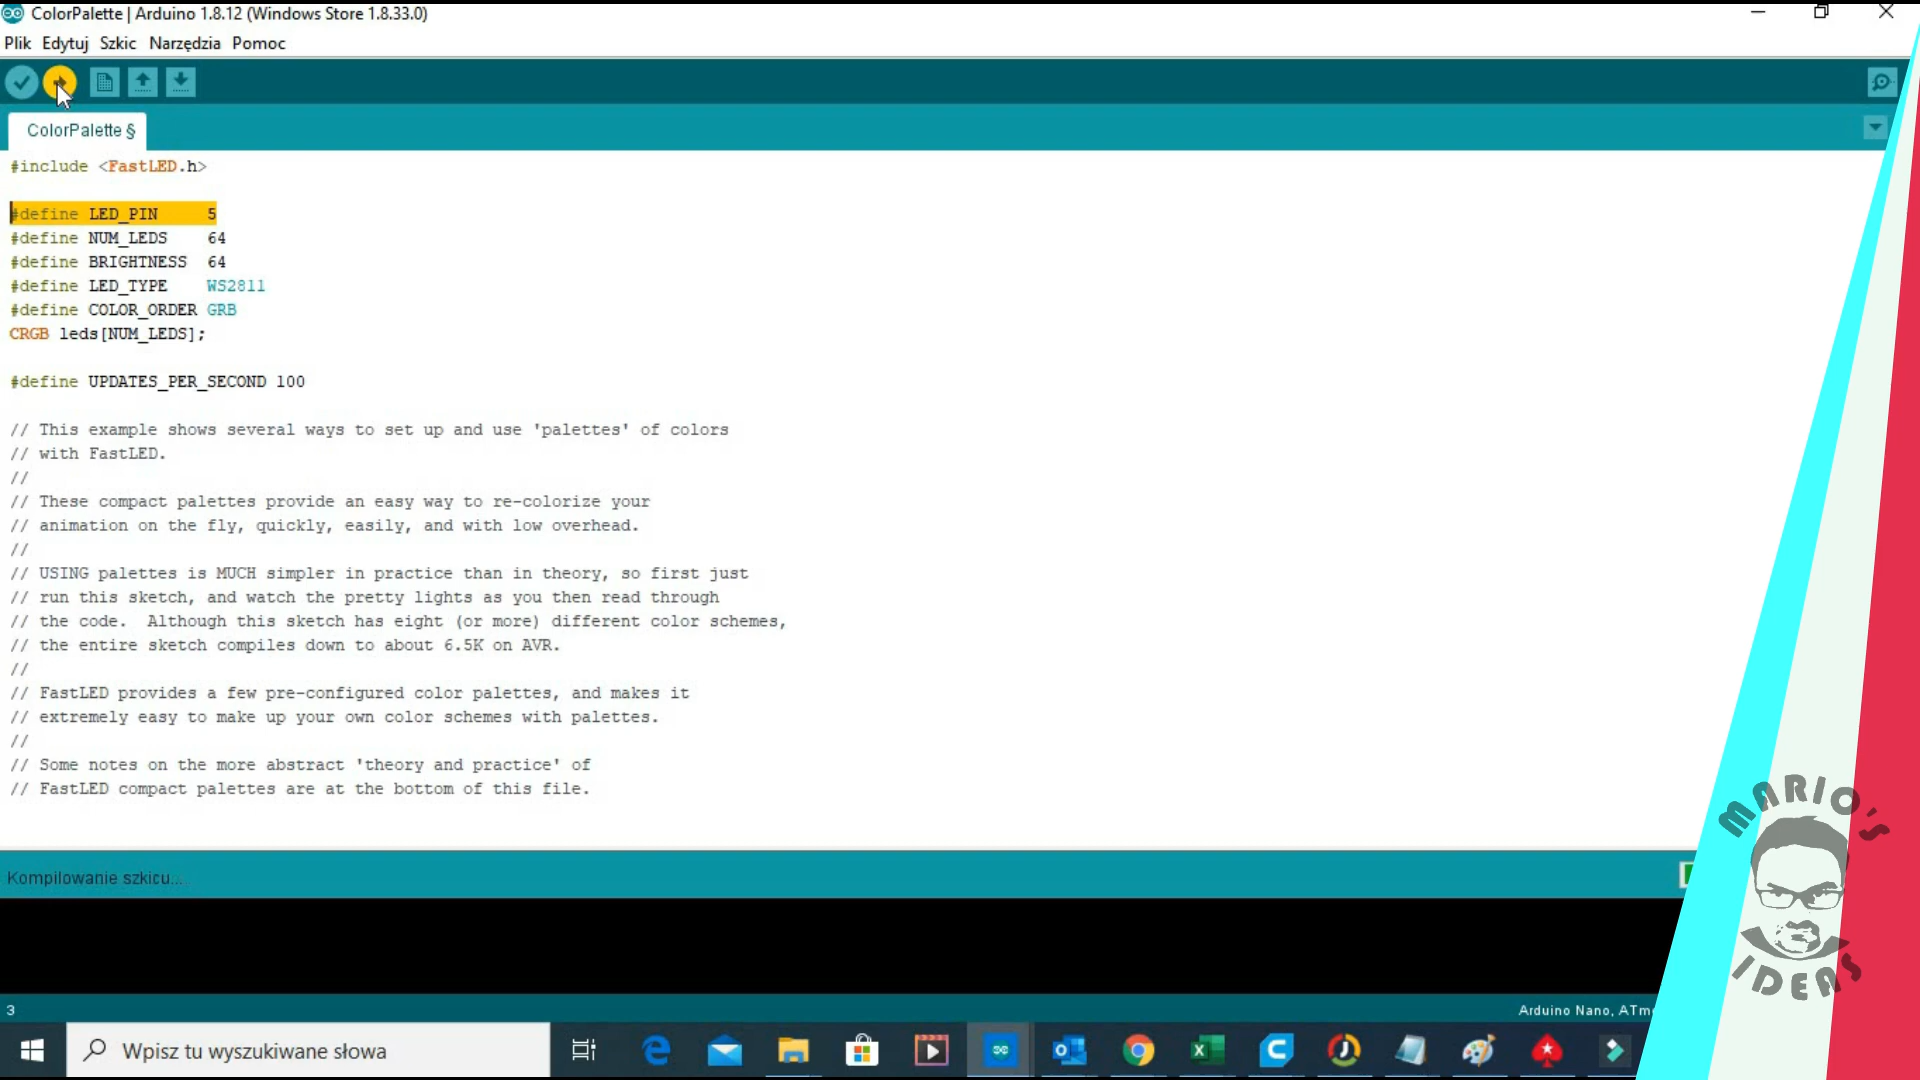 ColorPalette | Arduino 1.8.12 (Windows Store 1.8.33.0)
Plik Edytuj Szkic Narzędzia Pomoc
ColorPalette §
#include <FastLED.h>
#define LED_PIN 5
#define NUM_LEDS 64
#define BRIGHTNESS 64
#define LED_TYPE WS2811
#define COLOR_ORDER GRB
CRGB leds[NUM_LEDS];
#define UPDATES_PER_SECOND 100
// This example shows several ways to set up and use 'palettes' of colors
// with FastLED.
//
// These compact palettes provide an easy way to re-colorize your
// animation on the fly, quickly, easily, and with low overhead.
//
// USING palettes is MUCH simpler in practice than in theory, so first just
// run this sketch, and watch the pretty lights as you then read through
// the code. Although this sketch has eight (or more) different color schemes,
// the entire sketch compiles down to about 6.5K on AVR.
//
// FastLED provides a few pre-configured color palettes, and makes it
// extremely easy to make up your own color schemes with palettes.
//
// Some notes on the more abstract 'theory and practice' of
// FastLED compact palettes are at the bottom of this file.
MARIO'S
IDEAS
Kompilowanie szkicu...
3
Arduino Nano,
Wpisz tu wyszukiwane słowa